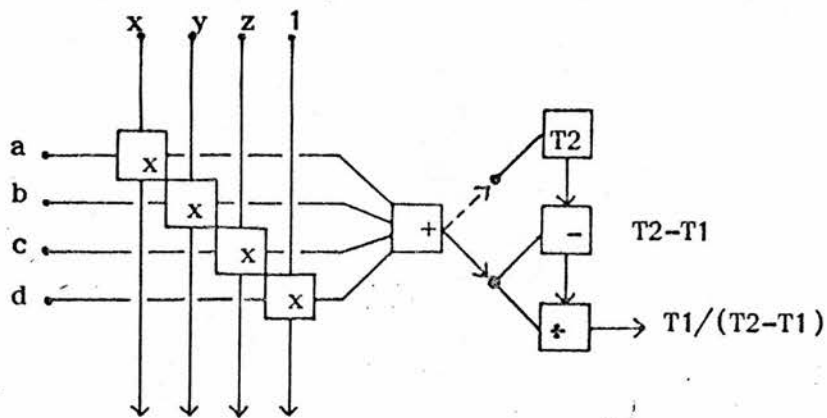 x y z 1
T2
a x
b x
+ - T2-T1
c x
d x
÷ T1/(T2-T1)